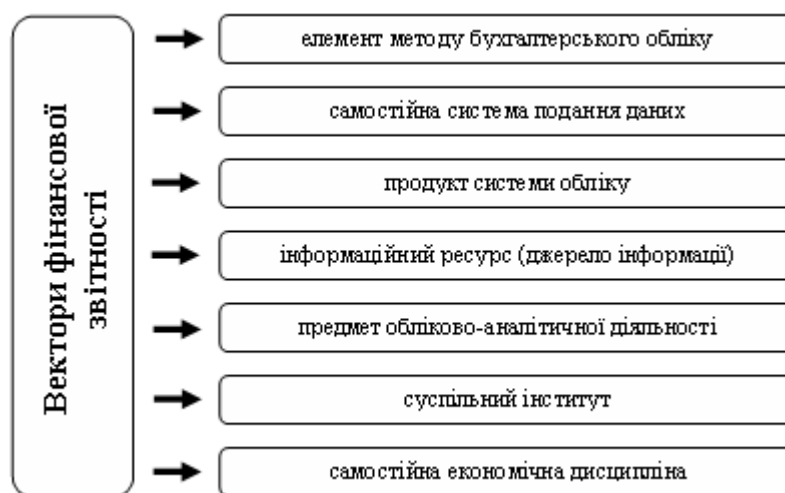 Вектори фінансової
звітності
елемент методу бухгалтерського обліку
самостійна система подання даних
продукт системи обліку
інформаційний ресурс (джерело інформації)
предмет обліково-аналітичної діяльності
суспільний інститут
самостійна економічна дисципліна